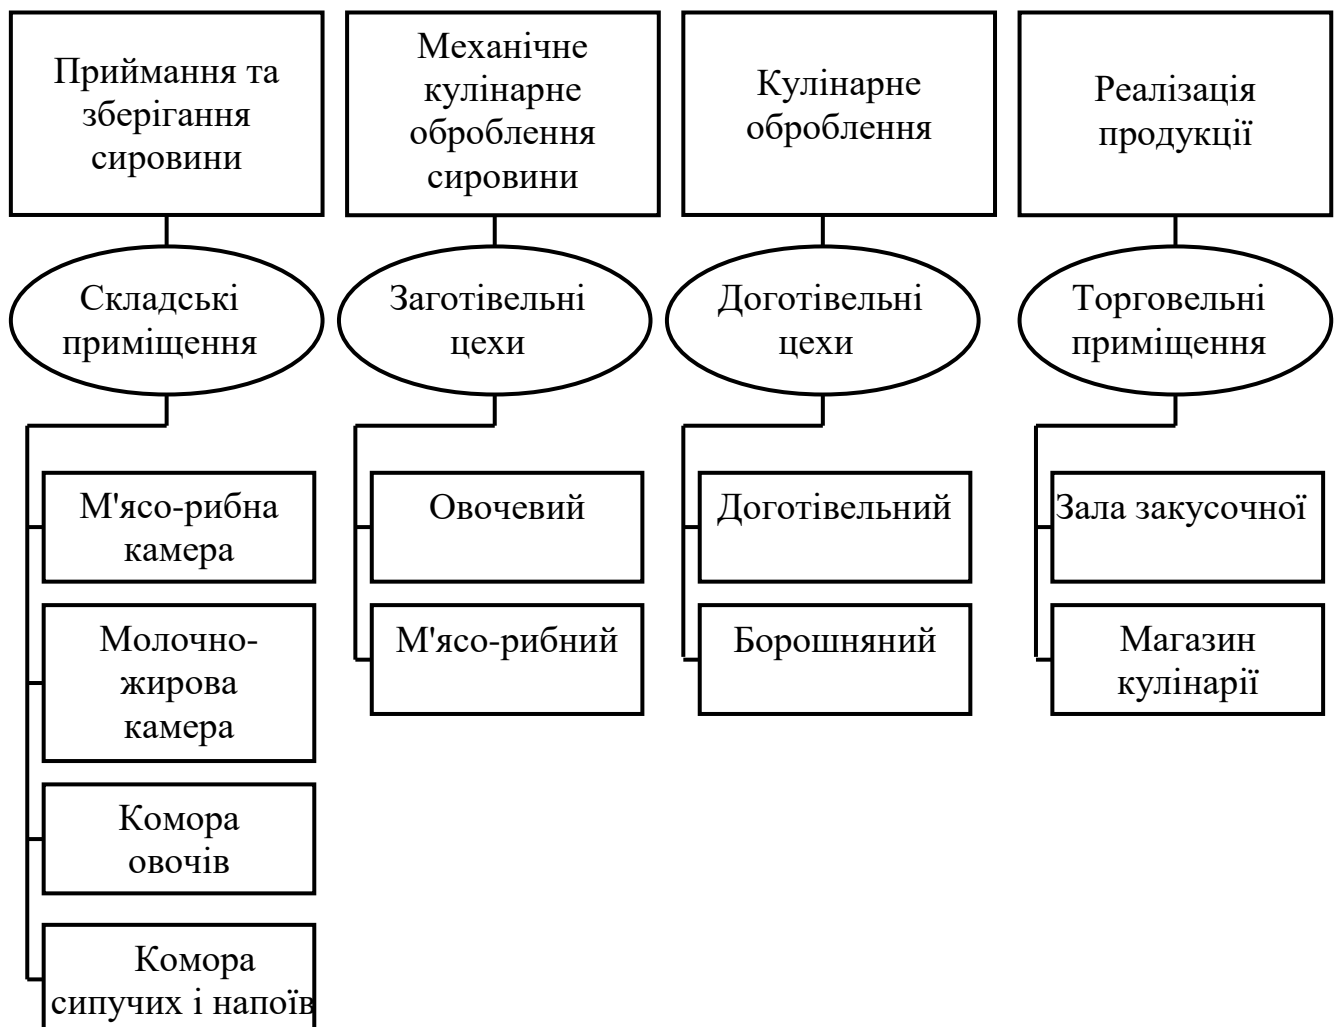 Приймання та
зберігання
сировини
Механічне
кулінарне
оброблення
сировини
Кулінарне
оброблення
Реалізація
продукції
Складські
приміщення
Заготівельні
цехи
Доготівельні
цехи
Торговельні
приміщення
М'ясо-рибна
камера
Молочно-
жирова
камера
Комора
овочів
Комора
сипучих і напоїв
Овочевий
М'ясо-рибний
Доготівельний
Борошняний
Зала закусочної
Магазин
кулінарії